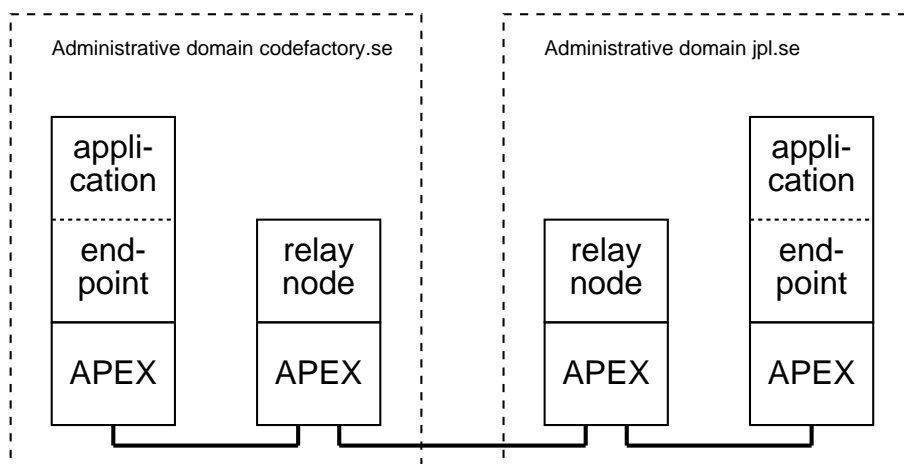 Administrative domain codefactory.se
Administrative domain jpl.se
appli-
cation
end-
point
APEX
relay
node
APEX
relay
node
APEX
appli-
cation
end-
point
APEX